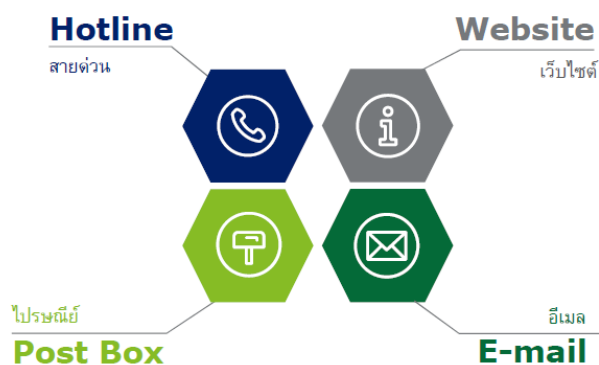 Hotline
สายด่วน
Website
เว็บไซต์
ไปรษณีย์
Post Box
อีเมล
E-mail